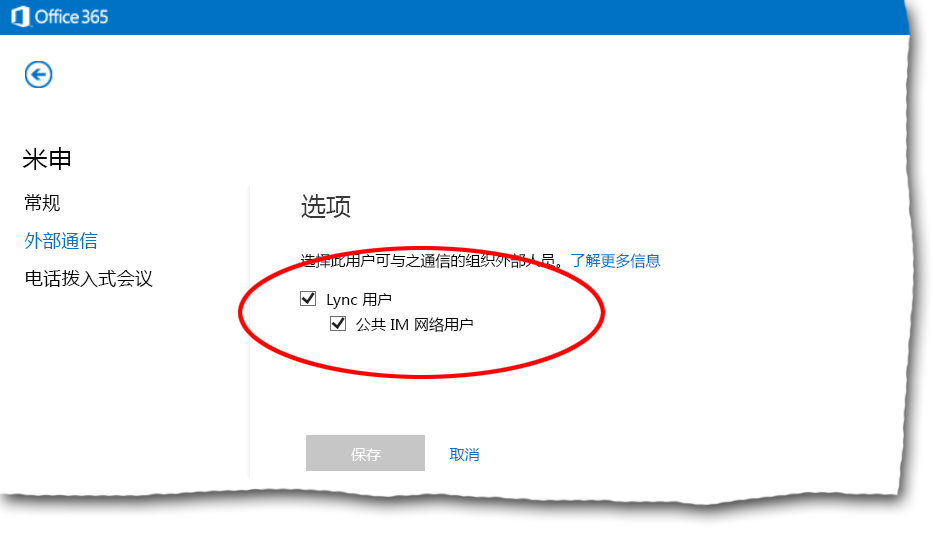 Office 365
米申
常规
外部通信
电话拨入式会议
选项
选择此用户可与之通信的组织外部人员。了解更多信息
Lync 用户
公共 IM 网络用户
保存
取消